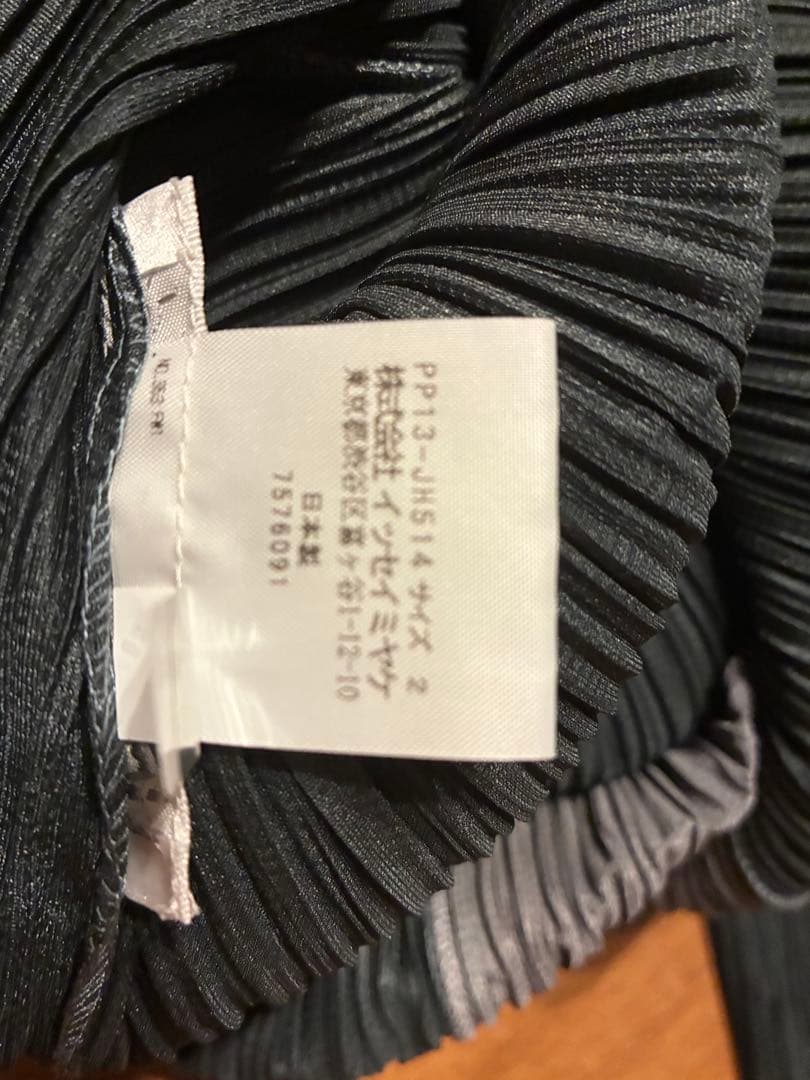 PP13-JH514 サイズ 2
株式会社 イッセイミヤケ
東京都渋谷区富ヶ谷1-12-10
日本製
7576091